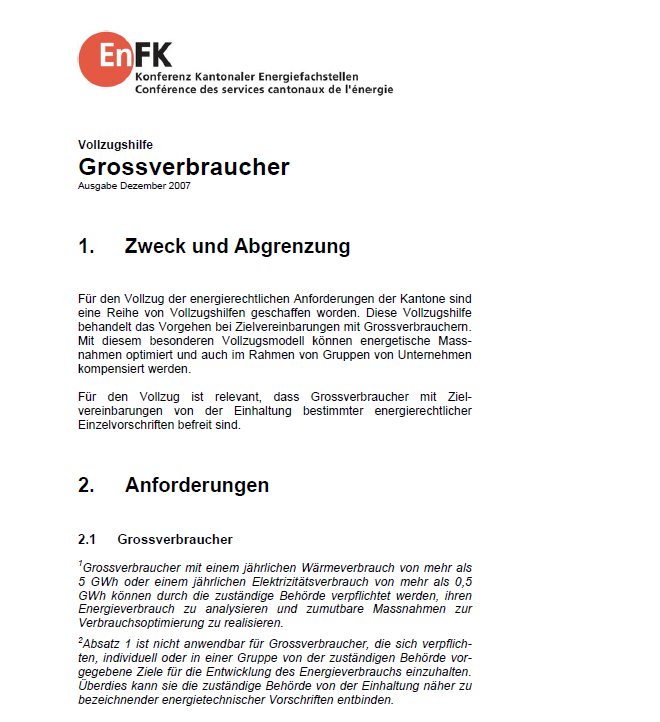 EnFK
Konferenz Kantonaler Energiefachstellen
Conférence des services cantonaux de l'énergie
Vollzugshilfe
Grossverbraucher
Ausgabe Dezember 2007
1. Zweck und Abgrenzung
Für den Vollzug der energierechtlichen Anforderungen der Kantone sind
eine Reihe von Vollzugshilfen geschaffen worden. Diese Vollzugshilfe
behandelt das Vorgehen bei Zielvereinbarungen mit Grossverbrauchern.
Mit diesem besonderen Vollzugsmodell können energetische Mass-
nahmen optimiert und auch im Rahmen von Gruppen von Unternehmen
kompensiert werden.
Für den Vollzug ist relevant, dass Grossverbraucher mit Ziel-
vereinbarungen von der Einhaltung bestimmter energierechtlicher
Einzelvorschriften befreit sind.
2. Anforderungen
2.1 Grossverbraucher
¹Grossverbraucher mit einem jährlichen Wärmeverbrauch von mehr als
5 GWh oder einem jährlichen Elektrizitätsverbrauch von mehr als 0,5
GWh können durch die zuständige Behörde verpflichtet werden, ihren
Energieverbrauch zu analysieren und zumutbare Massnahmen zur
Verbrauchsoptimierung zu realisieren.
²Absatz 1 ist nicht anwendbar für Grossverbraucher, die sich verpflich-
ten, individuell oder in einer Gruppe von der zuständigen Behörde vor-
gegebene Ziele für die Entwicklung des Energieverbrauchs einzuhalten.
Überdies kann sie die zuständige Behörde von der Einhaltung näher zu
bezeichnender energietechnischer Vorschriften entbinden.